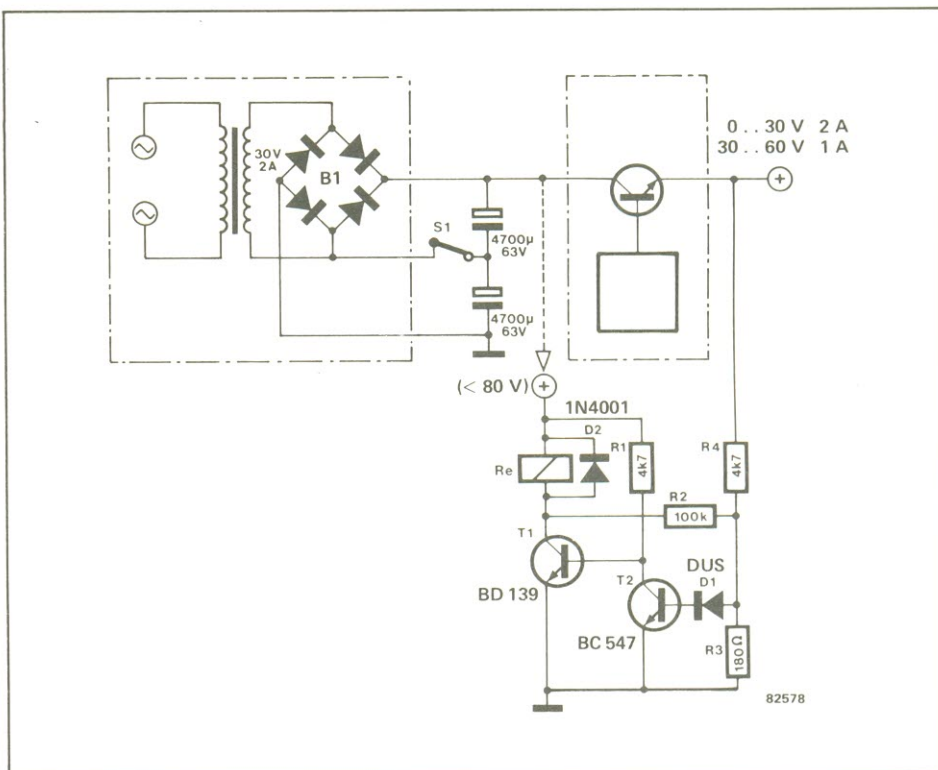 0 . . 30 V 2 A
30 . . 60 V 1 A
30V
2A
B1
S1
4700µ
63V
4700µ
63V
(< 80 V)
+
+
1N4001
D2
R1
4k7
R4
4k7
Re
R2
100k
T1
DUS
D1
T2
BD 139
BC 547
R3
180Ω
82578